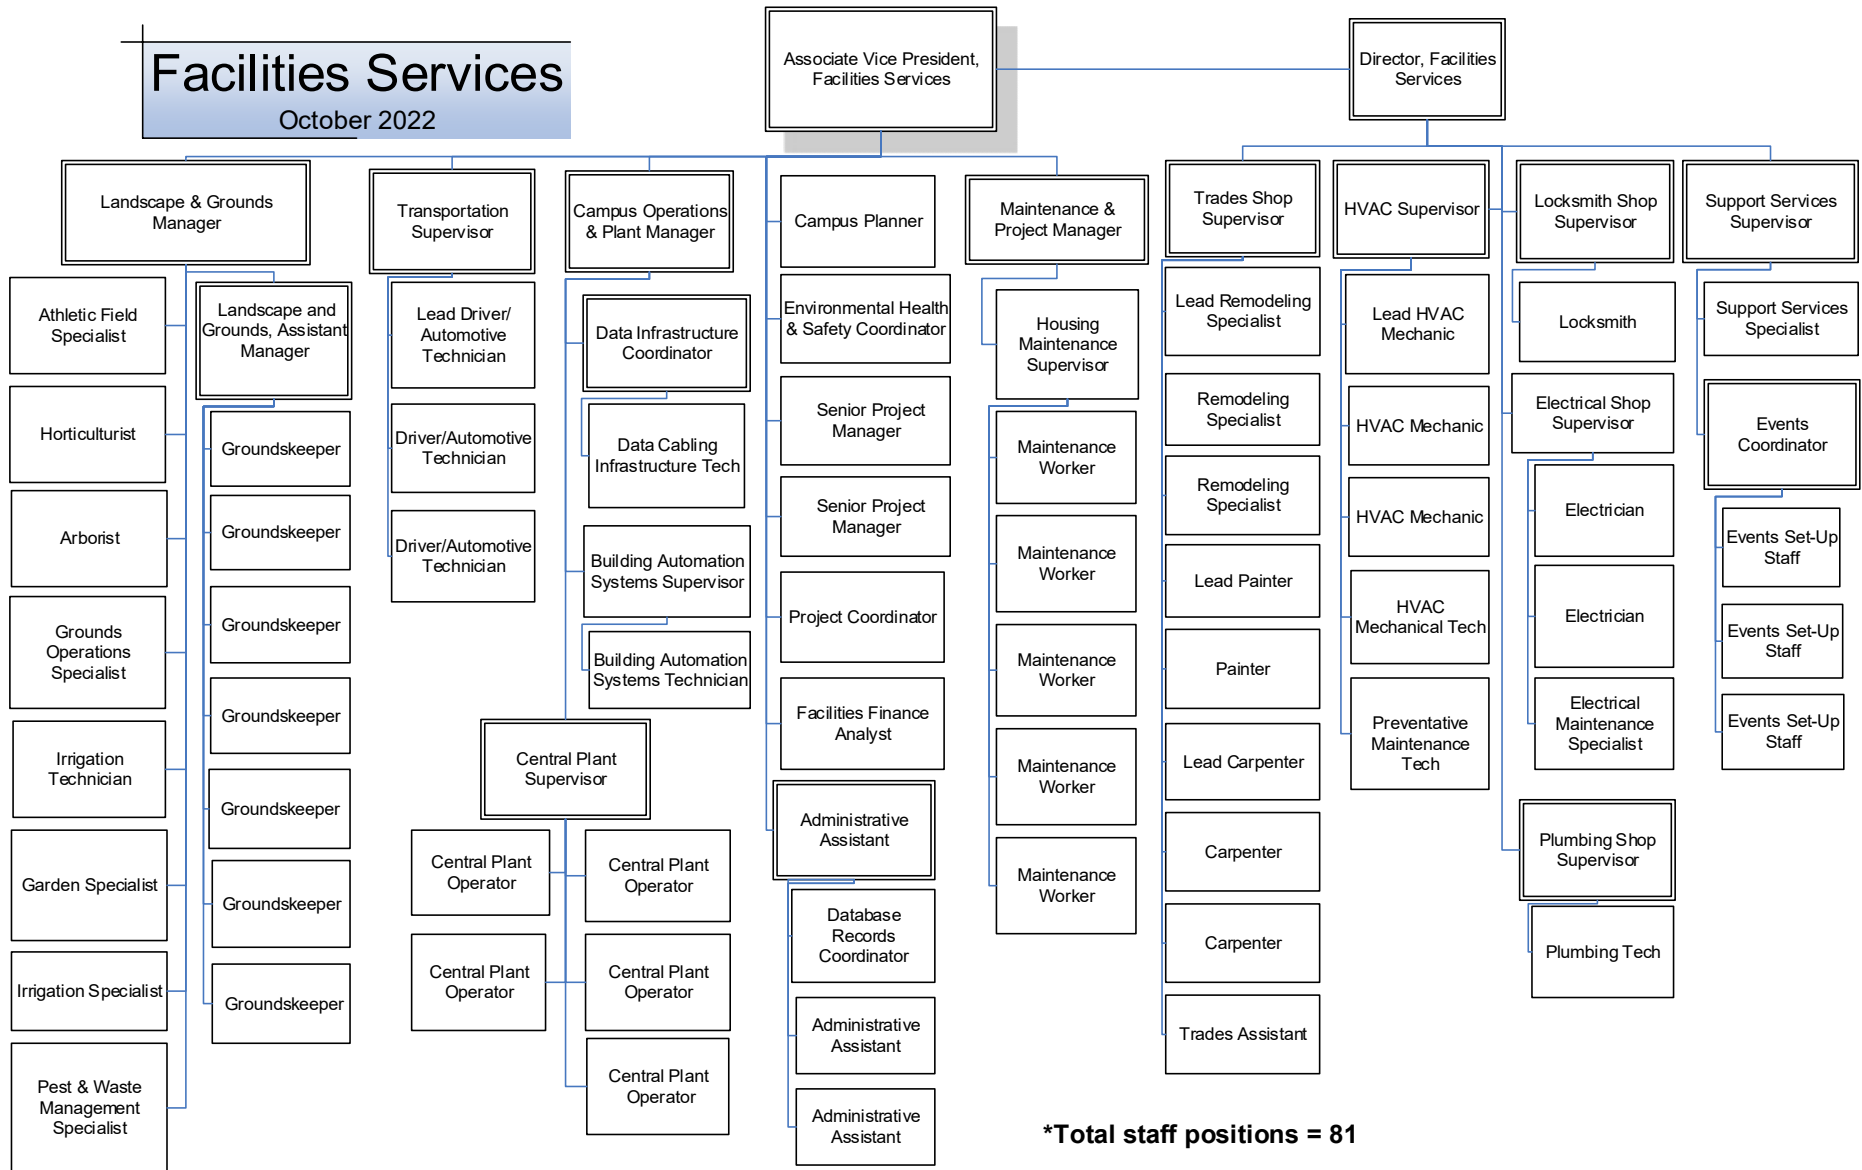 Facilities Services
October 2022
Associate Vice President,
Facilities Services
Director, Facilities
Services
Landscape & Grounds
Manager
Athletic Field
Specialist
Horticulturist
Arborist
Grounds
Operations
Specialist
Irrigation
Technician
Garden Specialist
Irrigation Specialist
Pest & Waste
Management
Specialist
Landscape and
Grounds, Assistant
Manager
Groundskeeper
Groundskeeper
Groundskeeper
Groundskeeper
Groundskeeper
Groundskeeper
Groundskeeper
Transportation
Supervisor
Lead Driver/
Automotive
Technician
Driver/Automotive
Technician
Driver/Automotive
Technician
Campus Operations
& Plant Manager
Data Infrastructure
Coordinator
Data Cabling
Infrastructure Tech
Building Automation
Systems Supervisor
Building Automation
Systems Technician
Central Plant
Supervisor
Central Plant
Operator
Central Plant
Operator
Central Plant
Operator
Central Plant
Operator
Central Plant
Operator
Campus Planner
Environmental Health
& Safety Coordinator
Senior Project
Manager
Senior Project
Manager
Project Coordinator
Facilities Finance
Analyst
Administrative
Assistant
Database
Records
Coordinator
Administrative
Assistant
Administrative
Assistant
Maintenance &
Project Manager
Housing
Maintenance
Supervisor
Maintenance
Worker
Maintenance
Worker
Maintenance
Worker
Maintenance
Worker
Maintenance
Worker
Trades Shop
Supervisor
Lead Remodeling
Specialist
Remodeling
Specialist
Remodeling
Specialist
Lead Painter
Painter
Lead Carpenter
Carpenter
Carpenter
Trades Assistant
HVAC Supervisor
Lead HVAC
Mechanic
HVAC Mechanic
HVAC Mechanic
HVAC
Mechanical Tech
Preventative
Maintenance
Tech
Locksmith Shop
Supervisor
Locksmith
Electrical Shop
Supervisor
Electrician
Electrician
Electrical
Maintenance
Specialist
Plumbing Shop
Supervisor
Plumbing Tech
Support Services
Supervisor
Support Services
Specialist
Events
Coordinator
Events Set-Up
Staff
Events Set-Up
Staff
Events Set-Up
Staff
*Total staff positions = 81